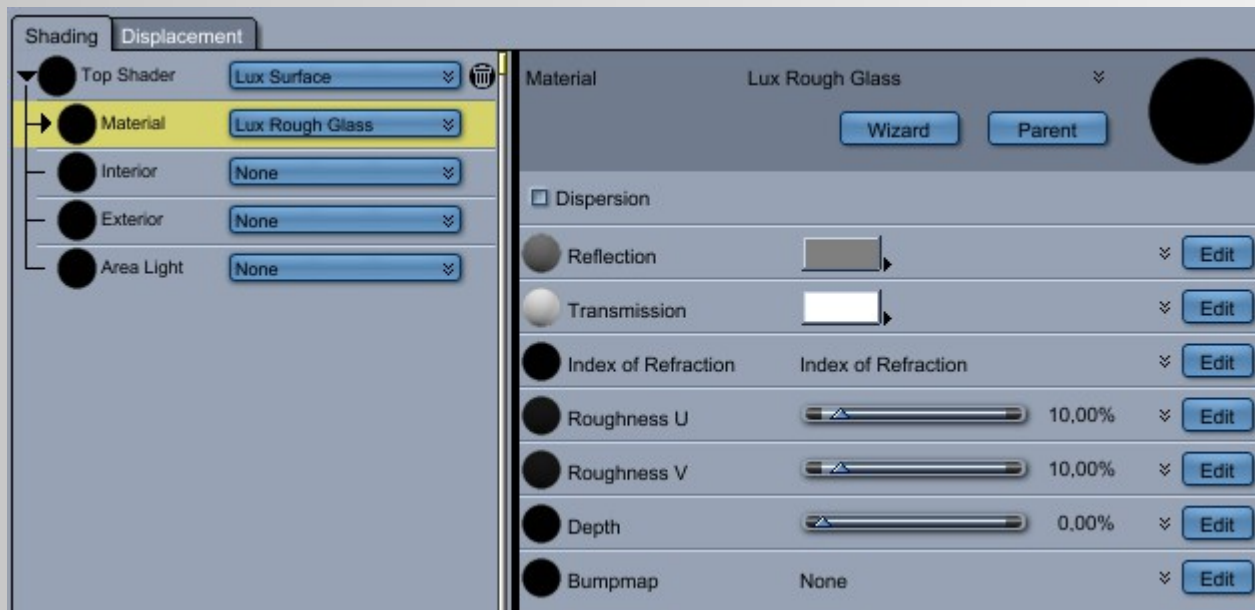 Shading Displacement
Top Shader Lux Surface
Material Lux Rough Glass
Interior None
Exterior None
Area Light None
Material Lux Rough Glass
Wizard Parent
Dispersion
Reflection Edit
Transmission Edit
Index of Refraction Index of Refraction Edit
Roughness U 10,00% Edit
Roughness V 10,00% Edit
Depth 0,00% Edit
Bumpmap None Edit